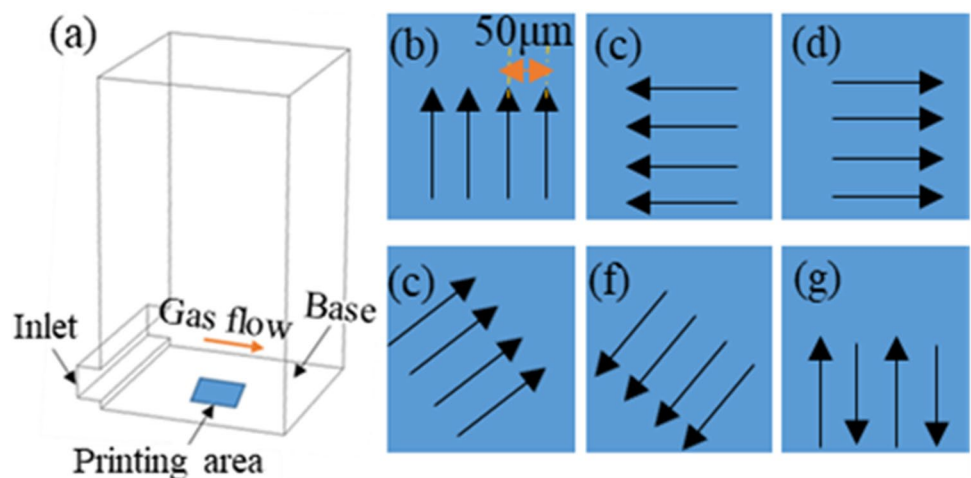 (a)
Inlet
Gas flow
Base
Printing area
(b)
50μm
(c)
(d)
(c)
(f)
(g)